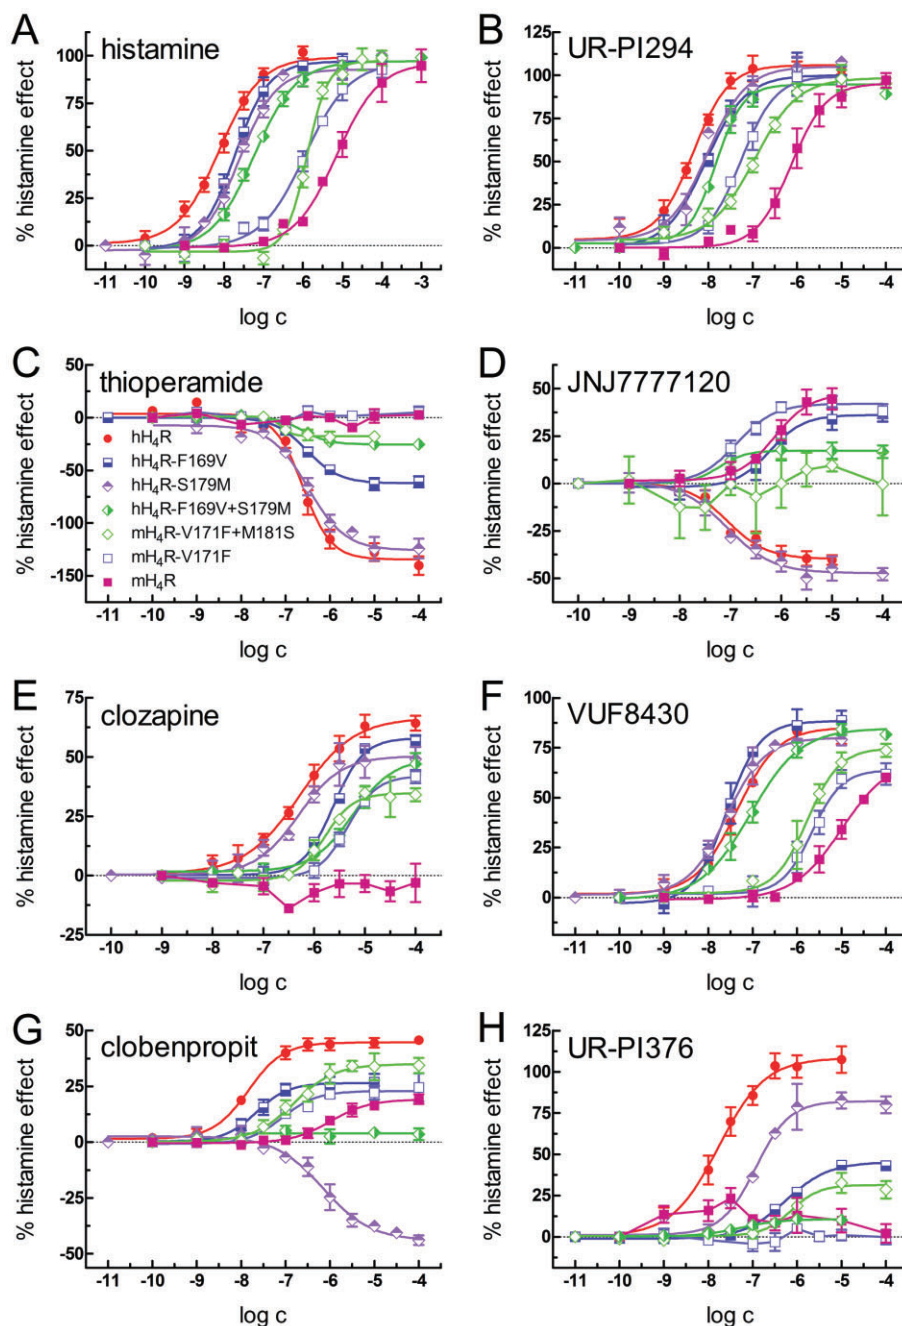 A histamine
% histamine effect
100
75
50
25
0
-11 -10 -9 -8 -7 -6 -5 -4 -3
log c
B UR-PI294
% histamine effect
125
100
75
50
25
0
-11 -10 -9 -8 -7 -6 -5 -4
log c
C thioperamide
% histamine effect
50
25
0
-25
-50
-75
-100
-125
-150
hH₄R
hH₄R-F169V
hH₄R-S179M
hH₄R-F169V+S179M
mH₄R-V171F+M181S
mH₄R-V171F
mH₄R
-11 -10 -9 -8 -7 -6 -5 -4
log c
D JNJ7777120
% histamine effect
50
25
0
-25
-50
-10 -9 -8 -7 -6 -5 -4
log c
E clozapine
% histamine effect
75
50
25
0
-25
-10 -9 -8 -7 -6 -5 -4
log c
F VUF8430
% histamine effect
100
75
50
25
0
-11 -10 -9 -8 -7 -6 -5 -4
log c
G clobenpropit
% histamine effect
50
25
0
-25
-50
-11 -10 -9 -8 -7 -6 -5 -4
log c
H UR-PI376
% histamine effect
125
100
75
50
25
0
-11 -10 -9 -8 -7 -6 -5 -4
log c